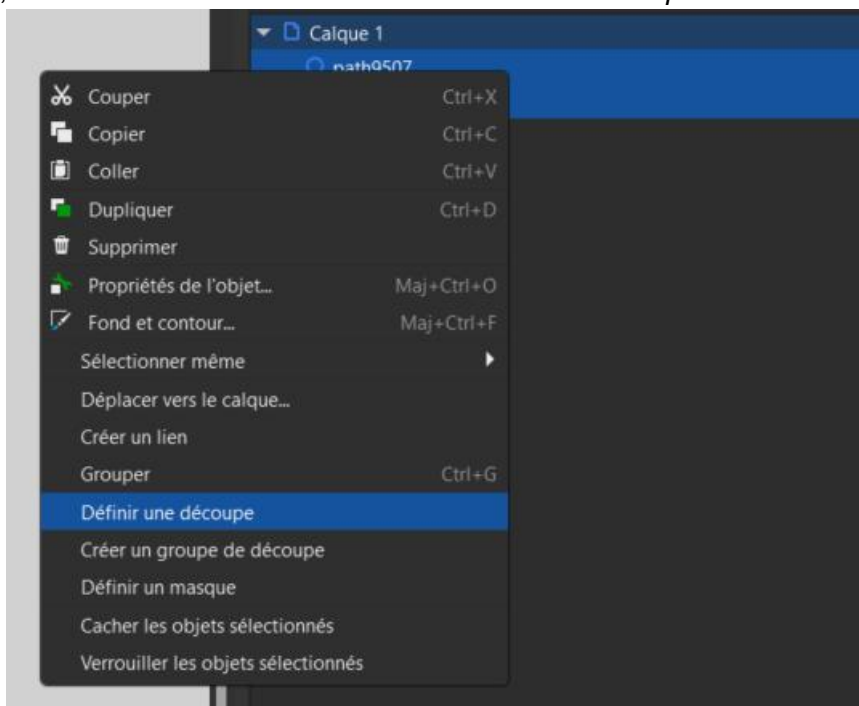 Calque 1
path9507
Couper Ctrl+X
Copier Ctrl+C
Coller Ctrl+V
Dupliquer Ctrl+D
Supprimer
Propriétés de l'objet... Maj+Ctrl+O
Fond et contour... Maj+Ctrl+F
Sélectionner même
Déplacer vers le calque...
Créer un lien
Grouper Ctrl+G
Définir une découpe
Créer un groupe de découpe
Définir un masque
Cacher les objets sélectionnés
Verrouiller les objets sélectionnés